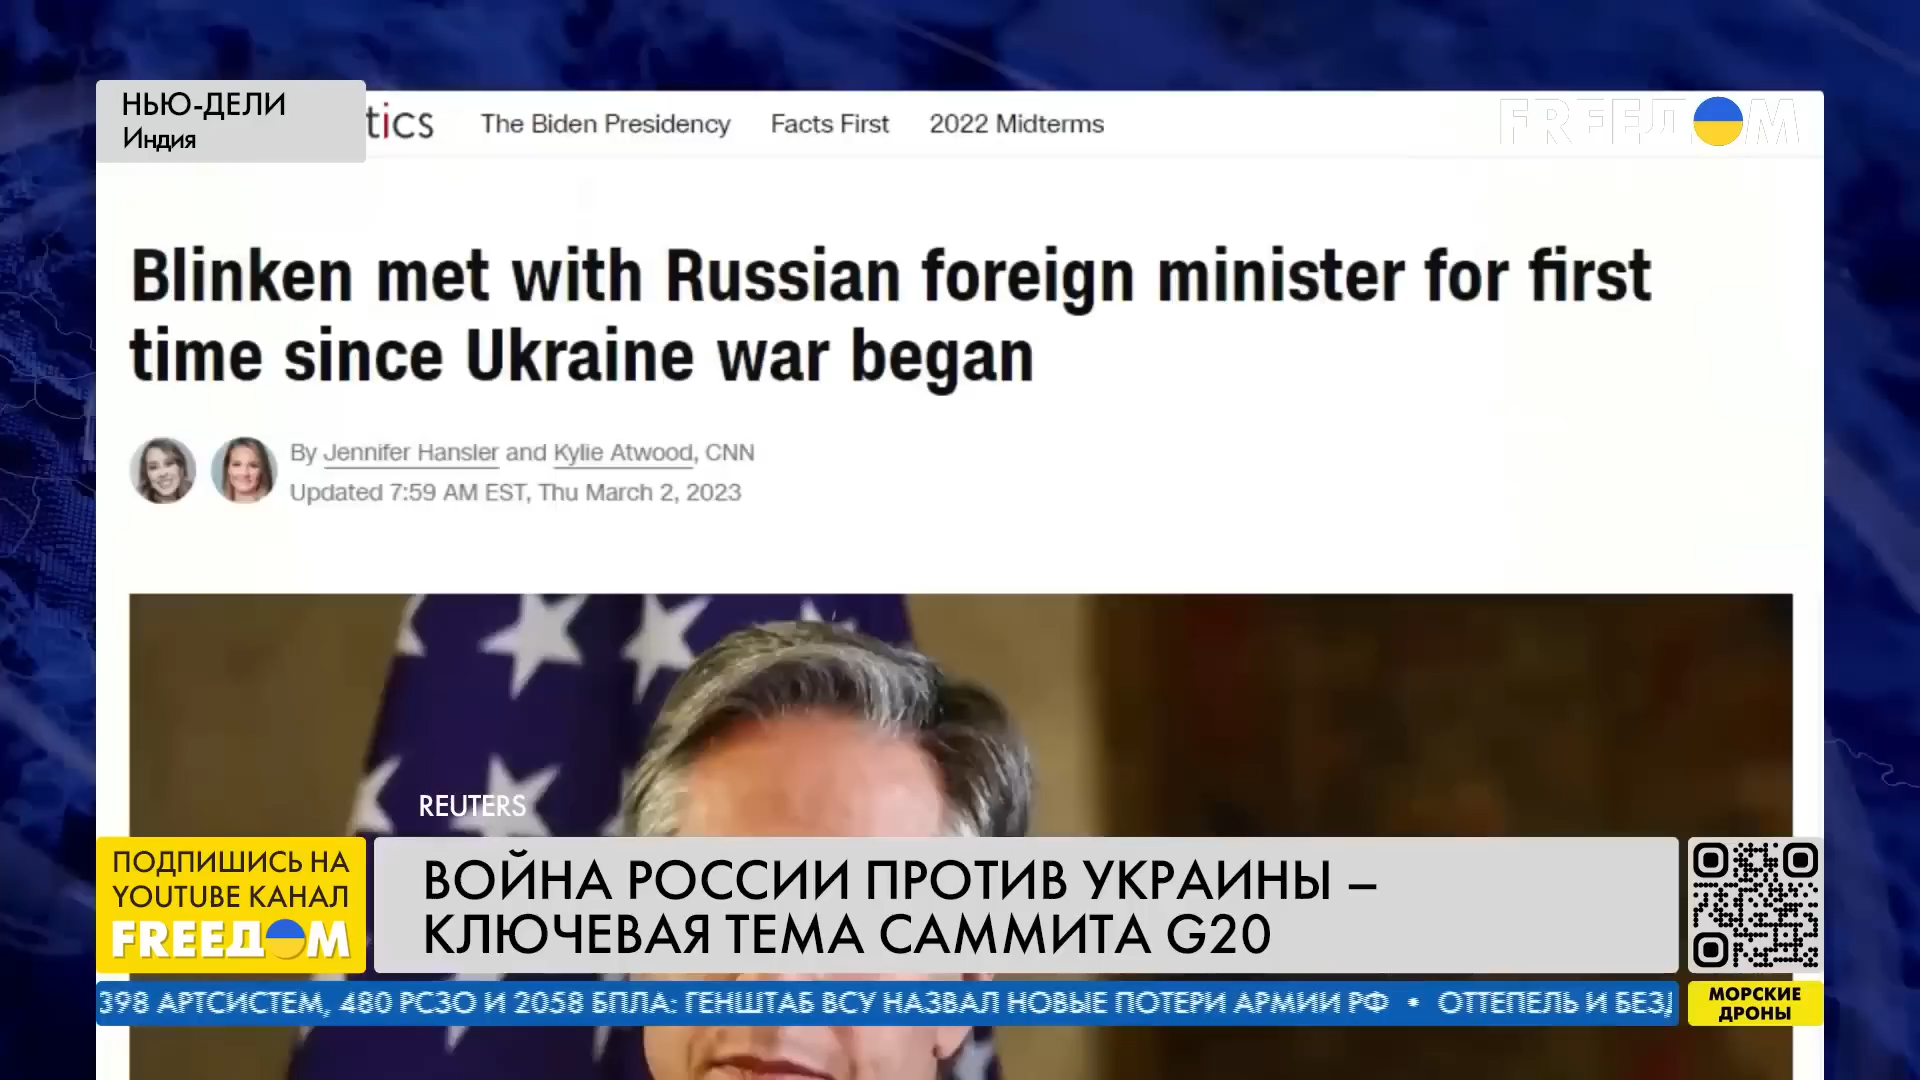 НЬЮ-ДЕЛИ
Индия
tics The Biden Presidency Facts First 2022 Midterms
FREEДОМ
Blinken met with Russian foreign minister for first
time since Ukraine war began
By Jennifer Hansler and Kylie Atwood, CNN
Updated 7:59 AM EST, Thu March 2, 2023
REUTERS
ПОДПИШИСЬ НА
YOUTUBE КАНАЛ
FREEДОМ
ВОЙНА РОССИИ ПРОТИВ УКРАИНЫ –
КЛЮЧЕВАЯ ТЕМА САММИТА G20
398 АРТСИСТЕМ, 480 РСЗО И 2058 БПЛА: ГЕНШТАБ ВСУ НАЗВАЛ НОВЫЕ ПОТЕРИ АРМИИ РФ • ОТТЕПЕЛЬ И БЕЗД
МОРСКИЕ
ДРОНЫ